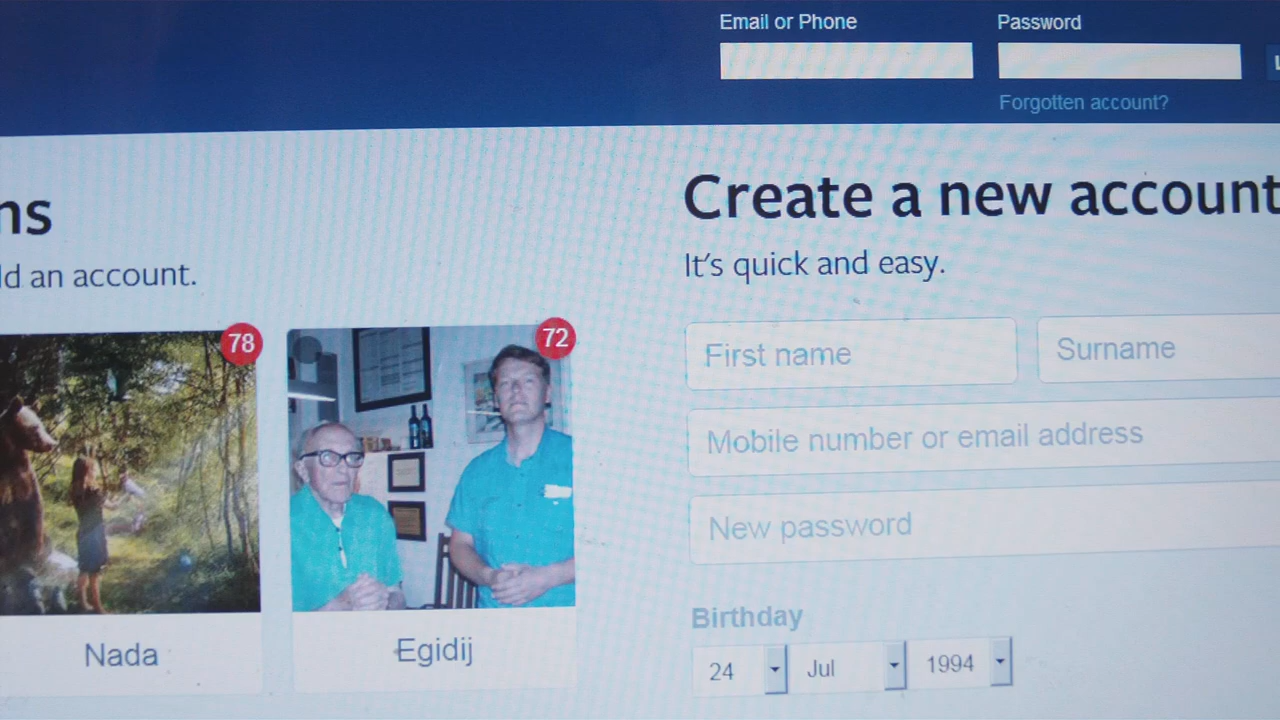 Email or Phone
Password
L
Forgotten account?
ns
ld an account.
Create a new account
It's quick and easy.
78
72
First name
Surname
Mobile number or email address
New password
Birthday
24
Jul
1994
Nada
Egidij